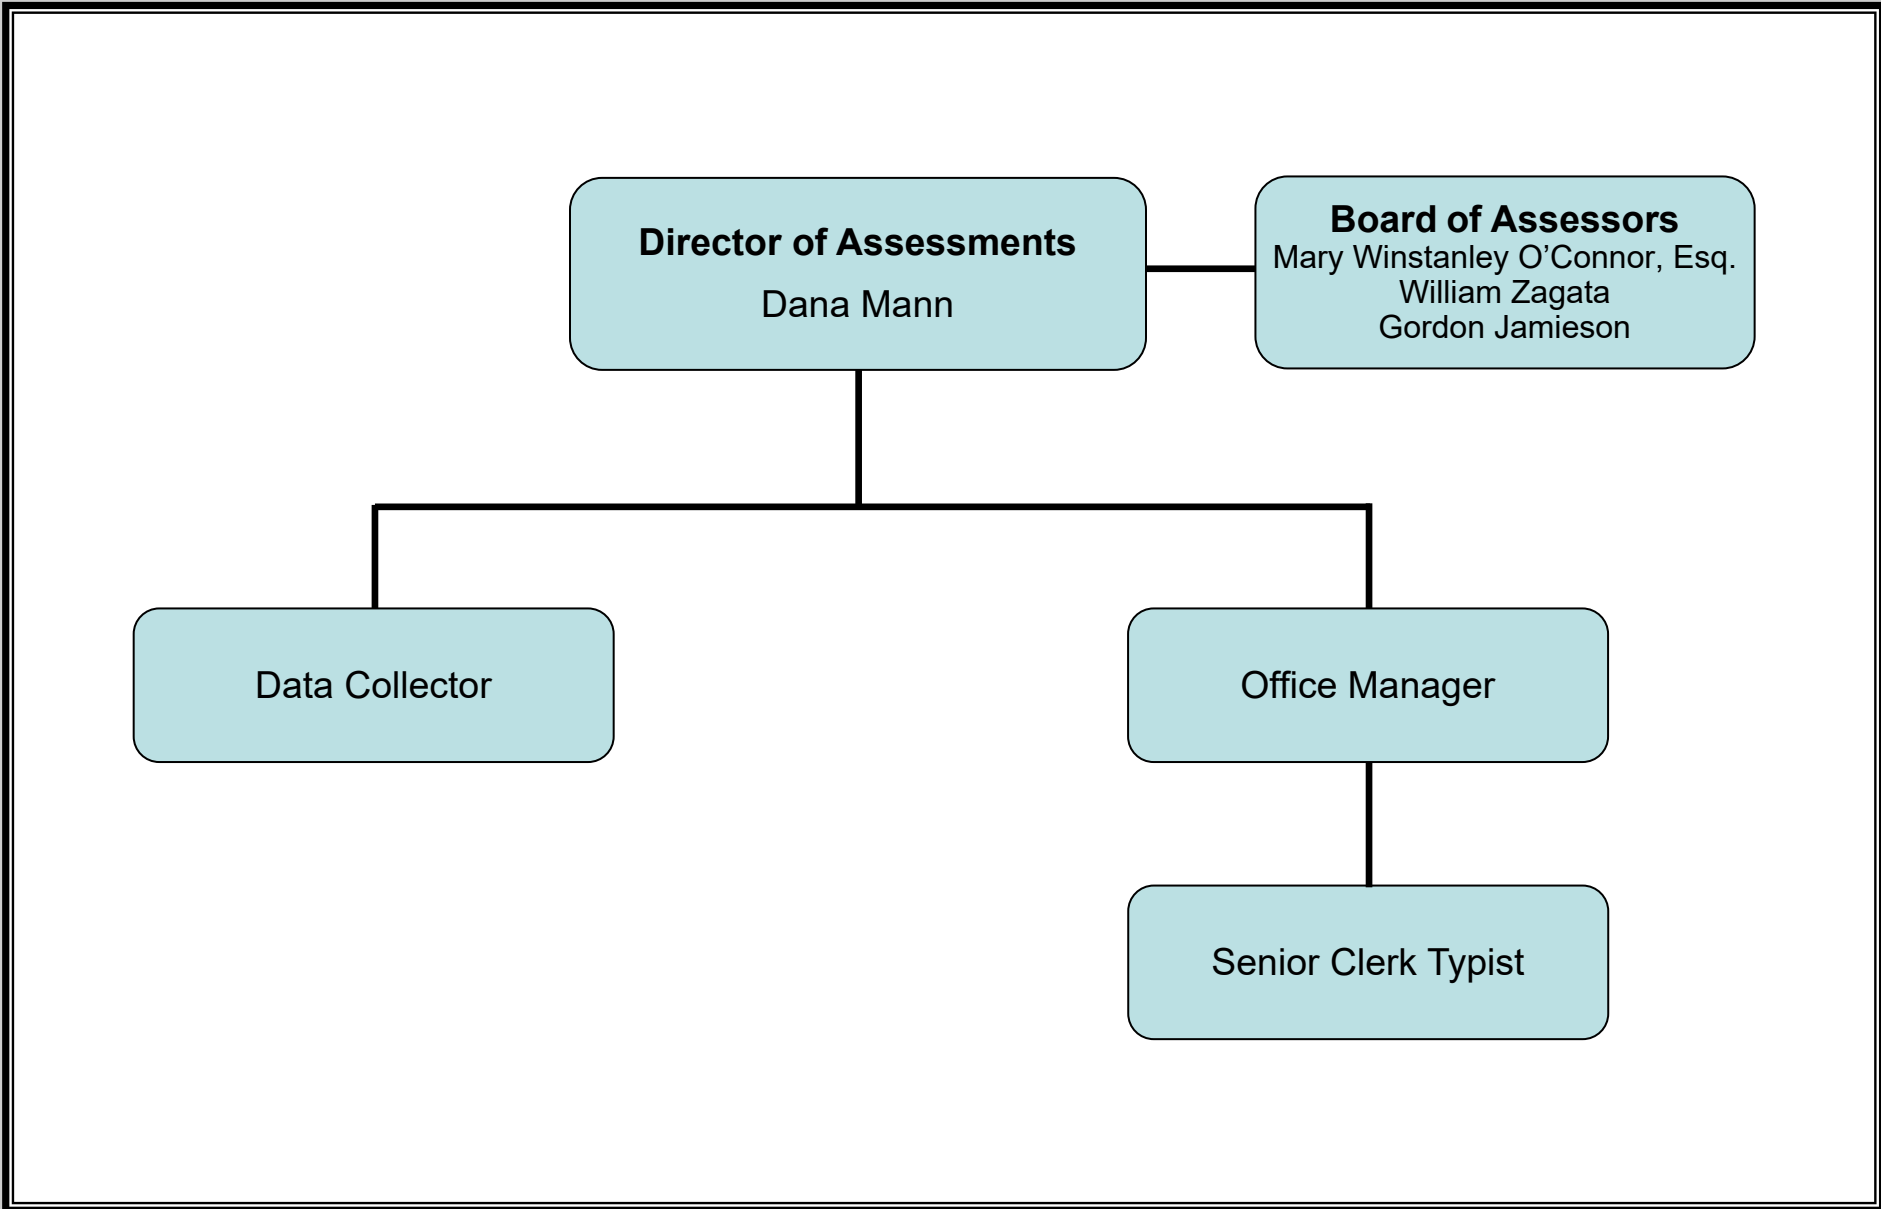 Director of Assessments
Dana Mann
Board of Assessors
Mary Winstanley O’Connor, Esq.
William Zagata
Gordon Jamieson
Data Collector
Office Manager
Senior Clerk Typist